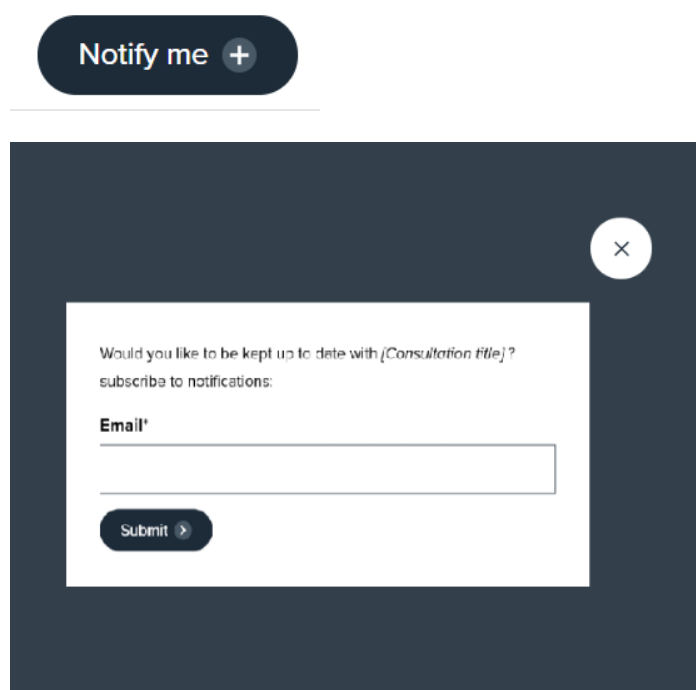 Notify me
Would you like to be kept up to date with [Consultation title] ?
subscribe to notifications:
Email*
Submit